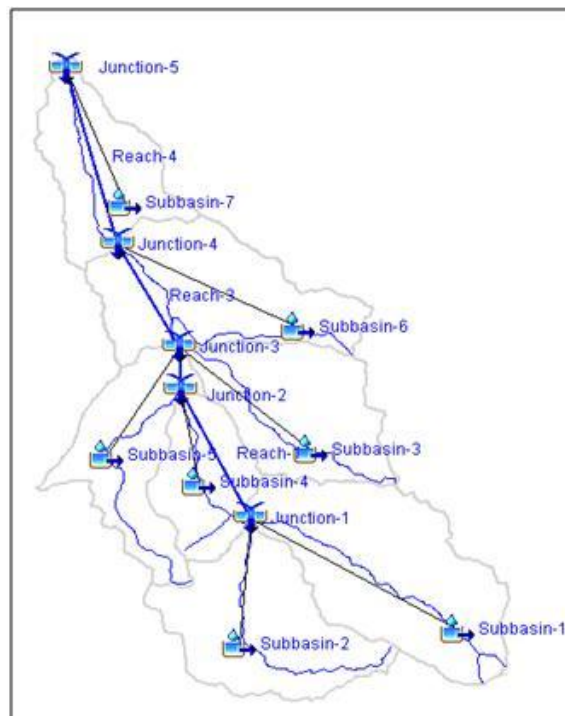 Junction-5
Reach-4
Subbasin-7
Junction-4
Reach-3
Subbasin-6
Junction-3
Junction-2
Subbasin-5
Reach-1
Subbasin-3
Subbasin-4
Junction-1
Subbasin-1
Subbasin-2